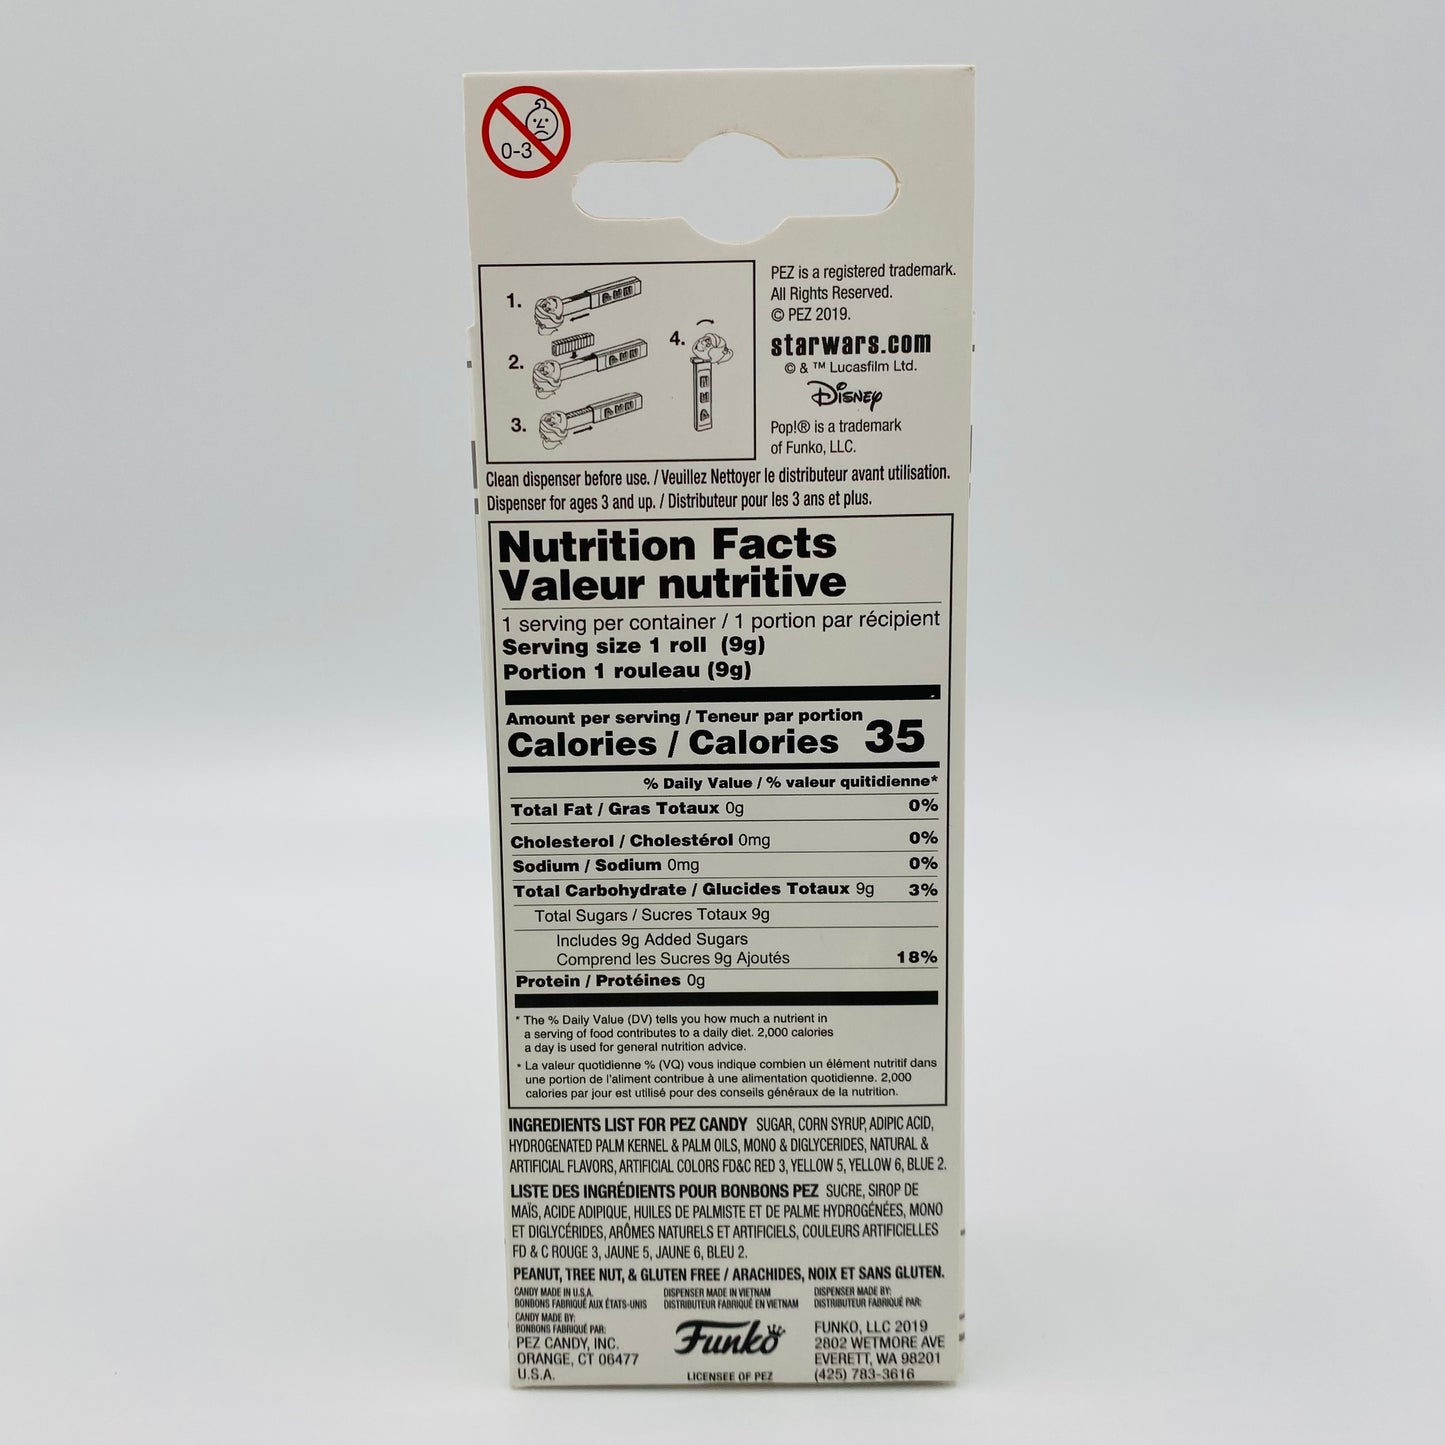 0-3
1.
2.
3.
4.
PEZ is a registered trademark.
All Rights Reserved.
© PEZ 2019.
starwars.com
© & ™ Lucasfilm Ltd.
Disney
Pop!® is a trademark
of Funko, LLC.
Clean dispenser before use. / Veuillez Nettoyer le distributeur avant utilisation.
Dispenser for ages 3 and up. / Distributeur pour les 3 ans et plus.
Nutrition Facts
Valeur nutritive
1 serving per container / 1 portion par récipient
Serving size 1 roll (9g)
Portion 1 rouleau (9g)
Amount per serving / Teneur par portion
Calories / Calories 35
% Daily Value / % valeur quitidienne*
Total Fat / Gras Totaux 0g 0%
Cholesterol / Cholestérol 0mg 0%
Sodium / Sodium 0mg 0%
Total Carbohydrate / Glucides Totaux 9g 3%
Total Sugars / Sucres Totaux 9g
Includes 9g Added Sugars
Comprend les Sucres 9g Ajoutés 18%
Protein / Protéines 0g
* The % Daily Value (DV) tells you how much a nutrient in
a serving of food contributes to a daily diet. 2,000 calories
a day is used for general nutrition advice.
* La valeur quotidienne % (VQ) vous indique combien un élément nutritif dans
une portion de l'aliment contribue à une alimentation quotidienne. 2,000
calories par jour est utilisé pour des conseils généraux de la nutrition.
INGREDIENTS LIST FOR PEZ CANDY SUGAR, CORN SYRUP, ADIPIC ACID,
HYDROGENATED PALM KERNEL & PALM OILS, MONO & DIGLYCERIDES, NATURAL &
ARTIFICIAL FLAVORS, ARTIFICIAL COLORS FD&C RED 3, YELLOW 5, YELLOW 6, BLUE 2.
LISTE DES INGRÉDIENTS POUR BONBONS PEZ SUCRE, SIROP DE
MAÏS, ACIDE ADIPIQUE, HUILES DE PALMISTE ET DE PALME HYDROGÉNÉES, MONO
ET DIGLYCÉRIDES, ARÔMES NATURELS ET ARTIFICIELS, COULEURS ARTIFICIELLES
FD & C ROUGE 3, JAUNE 5, JAUNE 6, BLEU 2.
PEANUT, TREE NUT, & GLUTEN FREE / ARACHIDES, NOIX ET SANS GLUTEN.
CANDY MADE IN U.S.A.
BONBONS FABRIQUÉ AUX ÉTATS-UNIS
CANDY MADE BY:
BONBONS FABRIQUÉ PAR:
PEZ CANDY, INC.
ORANGE, CT 06477
U.S.A.
DISPENSER MADE IN VIETNAM
DISTRIBUTEUR FABRIQUÉ EN VIETNAM
Funko
LICENSEE OF PEZ
DISPENSER MADE BY:
DISTRIBUTEUR FABRIQUÉ PAR:
FUNKO, LLC 2019
2802 WETMORE AVE
EVERETT, WA 98201
(425) 783-3616